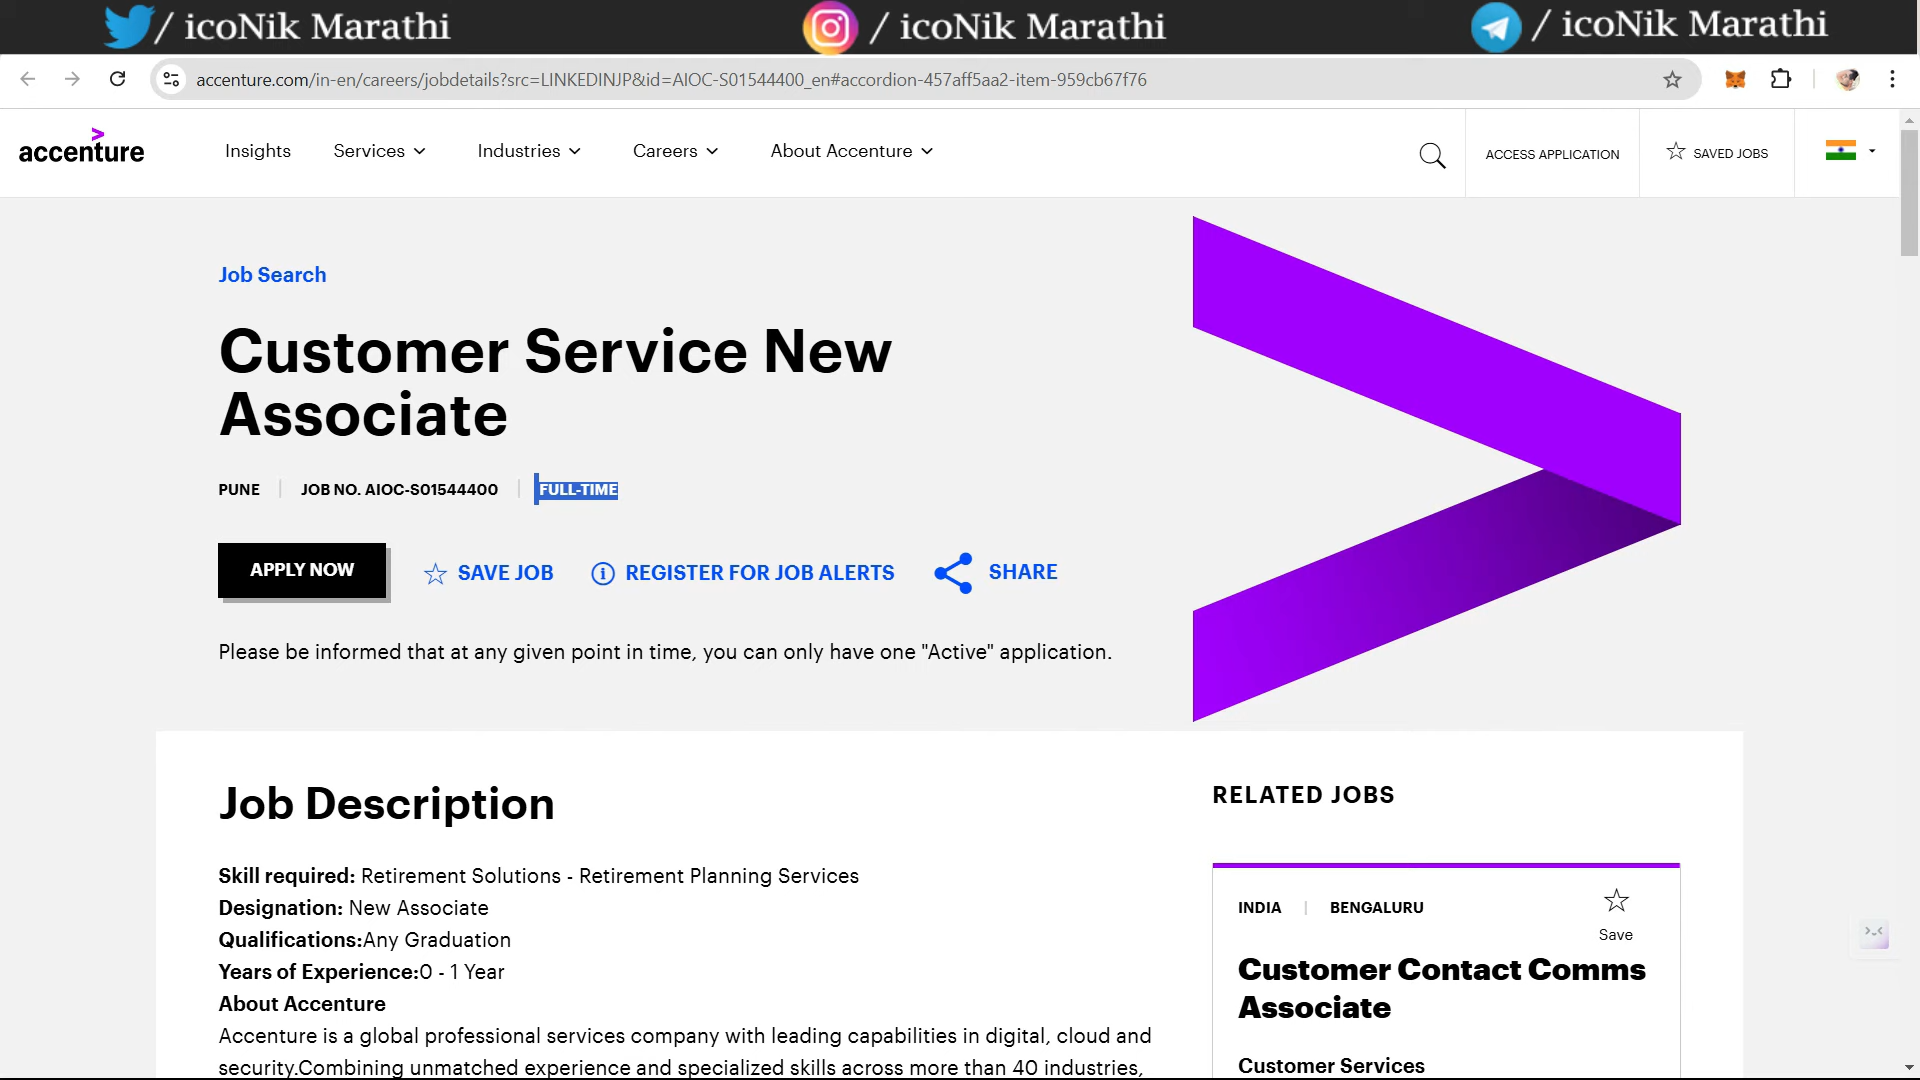 / icoNik Marathi / icoNik Marathi / icoNik Marathi
accenture.com/in-en/careers/jobdetails?src=LINKEDINJP&id=AIOC-S01544400_en#accordion-457aff5aa2-item-959cb67f76
accenture Insights Services Industries Careers About Accenture ACCESS APPLICATION SAVED JOBS
Job Search
Customer Service New
Associate
PUNE | JOB NO. AIOC-S01544400 | FULL-TIME
APPLY NOW SAVE JOB REGISTER FOR JOB ALERTS SHARE
Please be informed that at any given point in time, you can only have one "Active" application.
Job Description
Skill required: Retirement Solutions - Retirement Planning Services
Designation: New Associate
Qualifications:Any Graduation
Years of Experience:0 - 1 Year
About Accenture
Accenture is a global professional services company with leading capabilities in digital, cloud and
security.Combining unmatched experience and specialized skills across more than 40 industries,
RELATED JOBS
INDIA | BENGALURU
Save
Customer Contact Comms
Associate
Customer Services